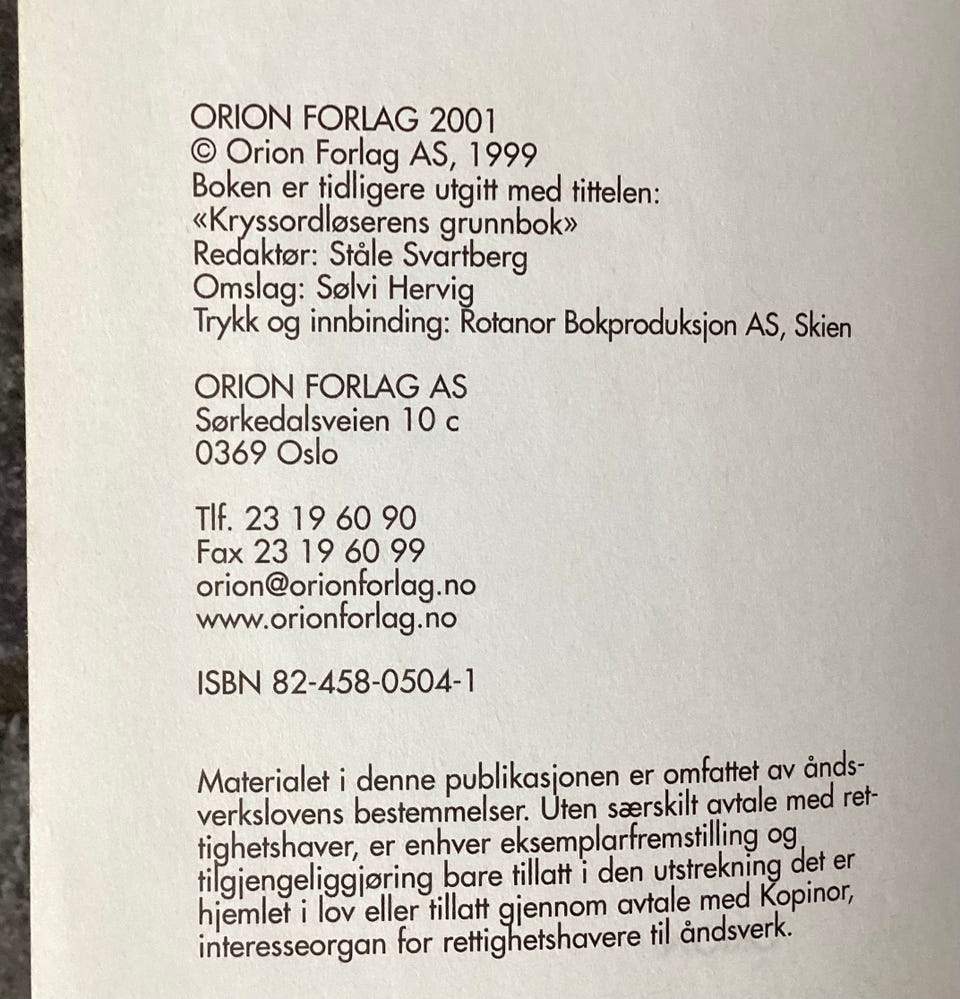 ORION FORLAG 2001
© Orion Forlag AS, 1999
Boken er tidligere utgitt med tittelen:
«Kryssordløserens grunnbok»
Redaktør: Ståle Svartberg
Omslag: Sølvi Hervig
Trykk og innbinding: Rotanor Bokproduksjon AS, Skien
ORION FORLAG AS
Sørkedalsveien 10 c
0369 Oslo
Tlf. 23 19 60 90
Fax 23 19 60 99
orion@orionforlag.no
www.orionforlag.no
ISBN 82-458-0504-1
Materialet i denne publikasjonen er omfattet av ånds-
verkslovens bestemmelser. Uten særskilt avtale med ret-
tighetshaver, er enhver eksemplarfremstilling og
tilgjengeliggjøring bare tillatt i den utstrekning det er
hjemlet i lov eller tillatt gjennom avtale med Kopinor,
interesseorgan for rettighetshavere til åndsverk.